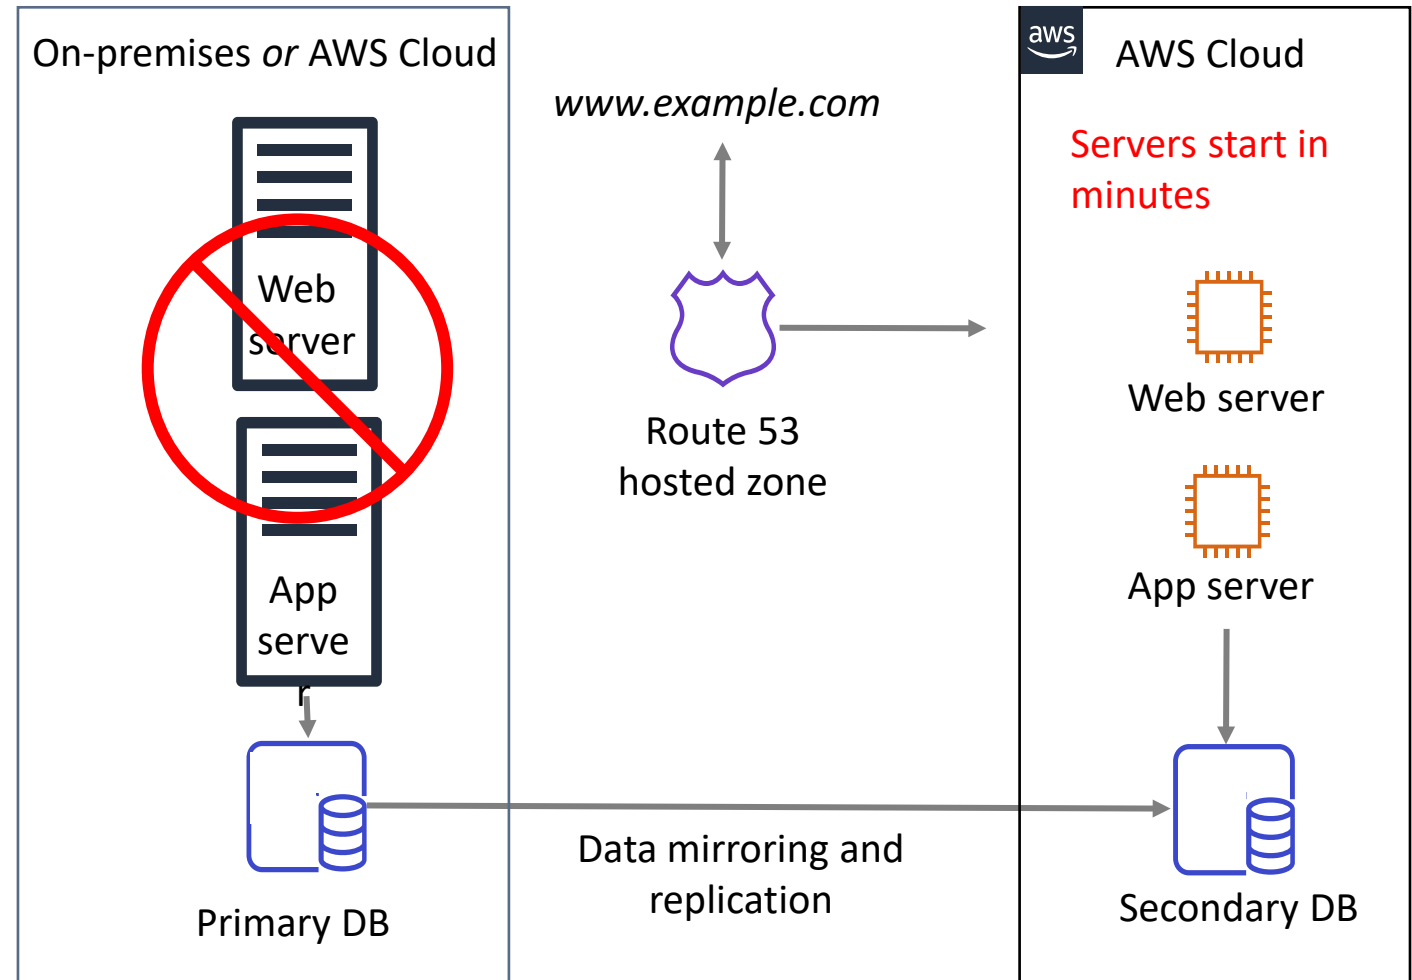 On-premises or AWS Cloud
Web
server
App
serve
r
Primary DB
www.example.com
Route 53
hosted zone
Data mirroring and
replication
aws
AWS Cloud
Servers start in
minutes
Web server
App server
Secondary DB